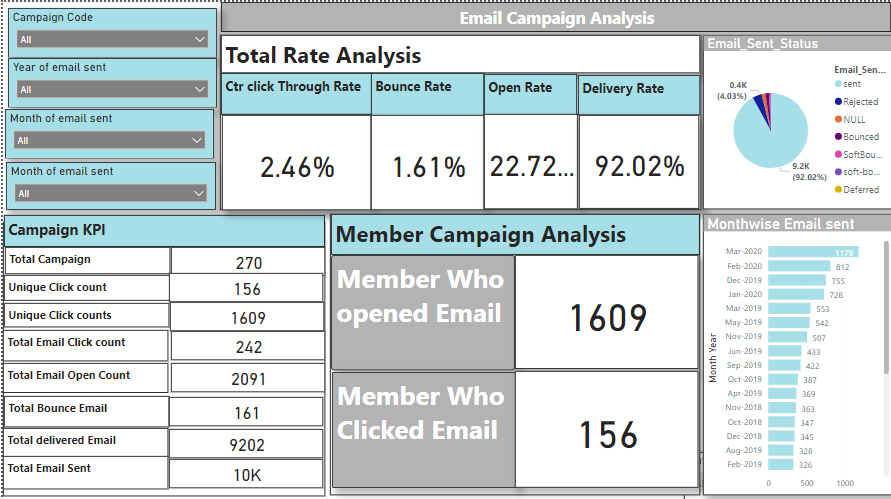 Email Campaign Analysis
Campaign Code
All
Year of email sent
All
Month of email sent
All
Month of email sent
All
Total Rate Analysis
Ctr click Through Rate
Bounce Rate
Open Rate
Delivery Rate
2.46%
1.61%
22.72...
92.02%
Email_Sent_Status
0.4K
(4.03%)
9.2K
(92.02%)
Email_Sen...
sent
Rejected
NULL
Bounced
SoftBou...
soft-bo...
Deferred
Campaign KPI
Total Campaign
270
Unique Click count
156
Unique Click counts
1609
Total Email Click count
242
Total Email Open Count
2091
Total Bounce Email
161
Total delivered Email
9202
Total Email Sent
10K
Member Campaign Analysis
Member Who
opened Email
1609
Member Who
Clicked Email
156
Monthwise Email sent
Month Year
Mar-2020 1179
Feb-2020 812
Dec-2019 755
Jan-2020 728
Mar-2019 553
May-2019 542
Nov-2019 507
Jun-2019 433
Sep-2019 422
Oct-2019 387
Apr-2019 369
Nov-2018 363
Oct-2018 347
Dec-2018 345
Aug-2019 328
Feb-2019 326
0 500 1000